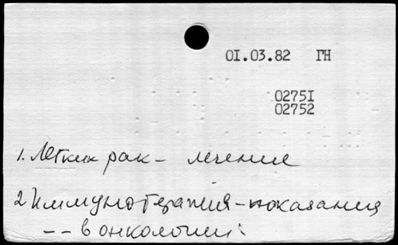 01.03.82 ГН
02751
02752
1. Легких рак – лечение
2. Иммунотерапия – показания
-- в онкологии: